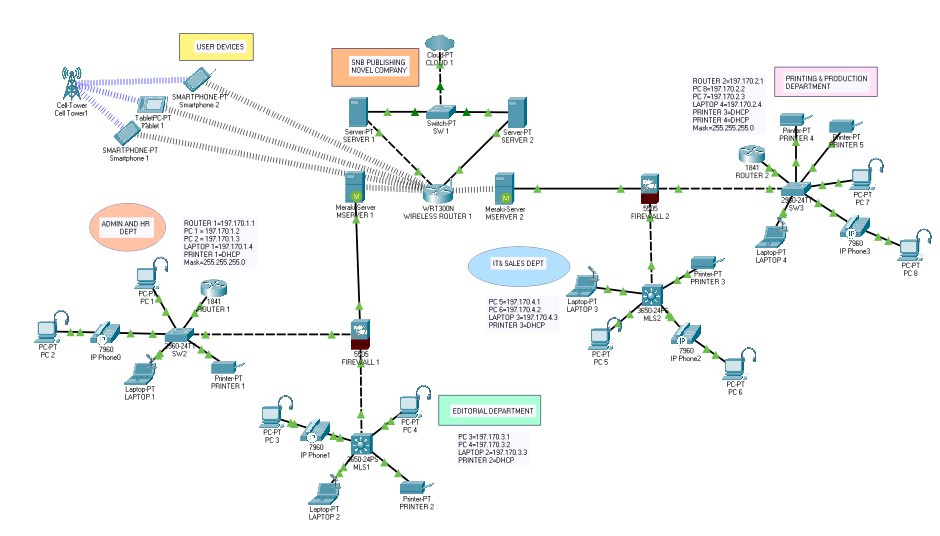 USER DEVICES
Cell-Tower
Cell Tower1
SMARTPHONE-PT
Smartphone 2
TabletPC-PT
Tablet 1
SMARTPHONE-PT
Smartphone 1
SNB PUBLISHING
NOVEL COMPANY
Cloud-PT
CLOUD 1
Server-PT
SERVER 1
Switch-PT
SW 1
Server-PT
SERVER 2
Meraki-Server
MSERVER 1
WRT300N
WIRELESS ROUTER 1
Meraki-Server
MSERVER 2
5505
FIREWALL 2
ROUTER 2=197.170.2.1
PC 8=197.170.2.2
PC 7=197.170.2.3
LAPTOP 4=197.170.2.4
PRINTER 3=DHCP
PRINTER 4=DHCP
Mask=255.255.255.0
PRINTING & PRODUCTION
DEPARTMENT
Printer-PT
PRINTER 4
Printer-PT
PRINTER 5
1841
ROUTER 2
2960-24TT
SW3
PC-PT
PC 7
7960
IP Phone3
IP
PC-PT
PC 8
Laptop-PT
LAPTOP 4
ADMIN AND HR
DEPT
ROUTER 1=197.170.1.1
PC 1 = 197.170.1.2
PC 2 = 197.170.1.3
LAPTOP 1=197.170.1.4
PRINTER 1=DHCP
Mask=255.255.255.0
PC-PT
PC 1
1841
ROUTER 1
PC-PT
PC 2
7960
IP Phone0
IP
2960-24TT
SW2
Laptop-PT
LAPTOP 1
Printer-PT
PRINTER 1
5505
FIREWALL 1
IT& SALES DEPT
PC 5=197.170.4.1
PC 6=197.170.4.2
LAPTOP 3=197.170.4.3
PRINTER 3=DHCP
Laptop-PT
LAPTOP 3
Printer-PT
PRINTER 3
3650-24PS
MLS2
PC-PT
PC 5
7960
IP Phone2
IP
PC-PT
PC 6
EDITORIAL DEPARTMENT
PC 3=197.170.3.1
PC 4=197.170.3.2
LAPTOP 2=197.170.3.3
PRINTER 2=DHCP
PC-PT
PC 3
7960
IP Phone1
IP
PC-PT
PC 4
3650-24PS
MLS1
Laptop-PT
LAPTOP 2
Printer-PT
PRINTER 2